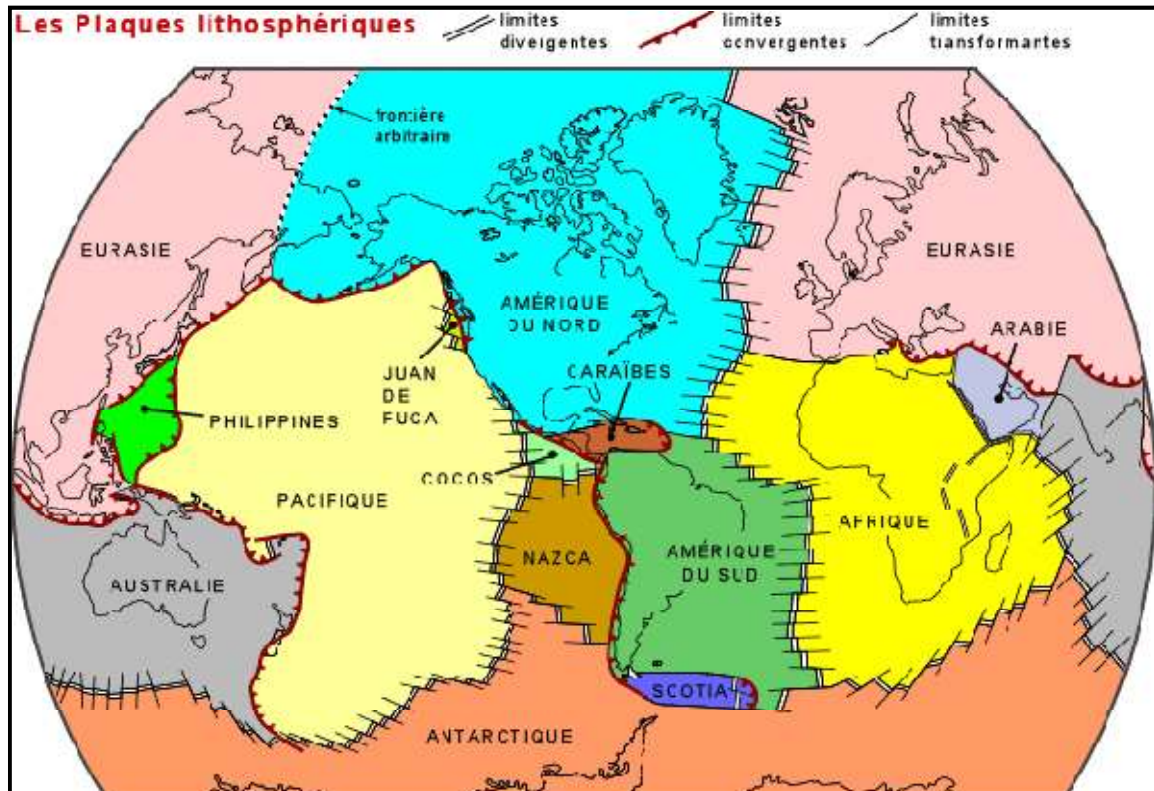 Les Plaques lithosphériques
limites
divergentes
limites
convergentes
limites
transformantes
frontière
arbitraire
EURASIE
AMÉRIQUE
DU NORD
EURASIE
ARABIE
JUAN
DE
FUCA
CARAÏBES
PHILIPPINES
COCOS
PACIFIQUE
NAZCA
AMÉRIQUE
DU SUD
AFRIQUE
AUSTRALIE
SCOTIA
ANTARCTIQUE